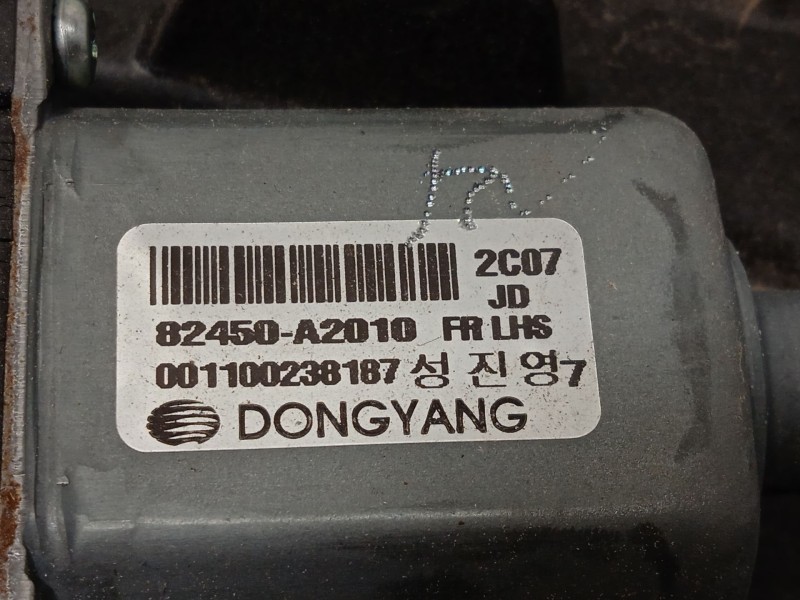 2C07
JD
82450-A2010 FR LHS
001100238187 성진영7
DONGYANG